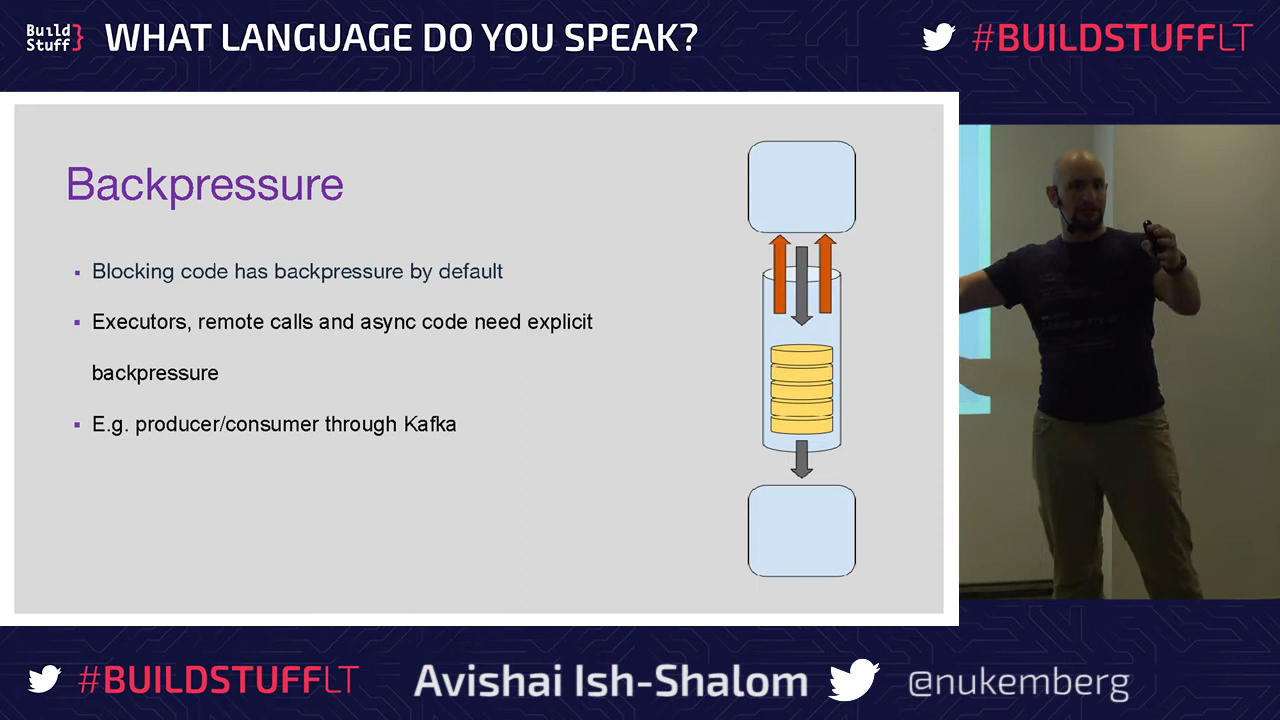 Build
Stuff}
WHAT LANGUAGE DO YOU SPEAK?
#BUILDSTUFFLT
Backpressure
Blocking code has backpressure by default
Executors, remote calls and async code need explicit
backpressure
E.g. producer/consumer through Kafka
#BUILDSTUFFLT
Avishai Ish-Shalom
@nukemberg